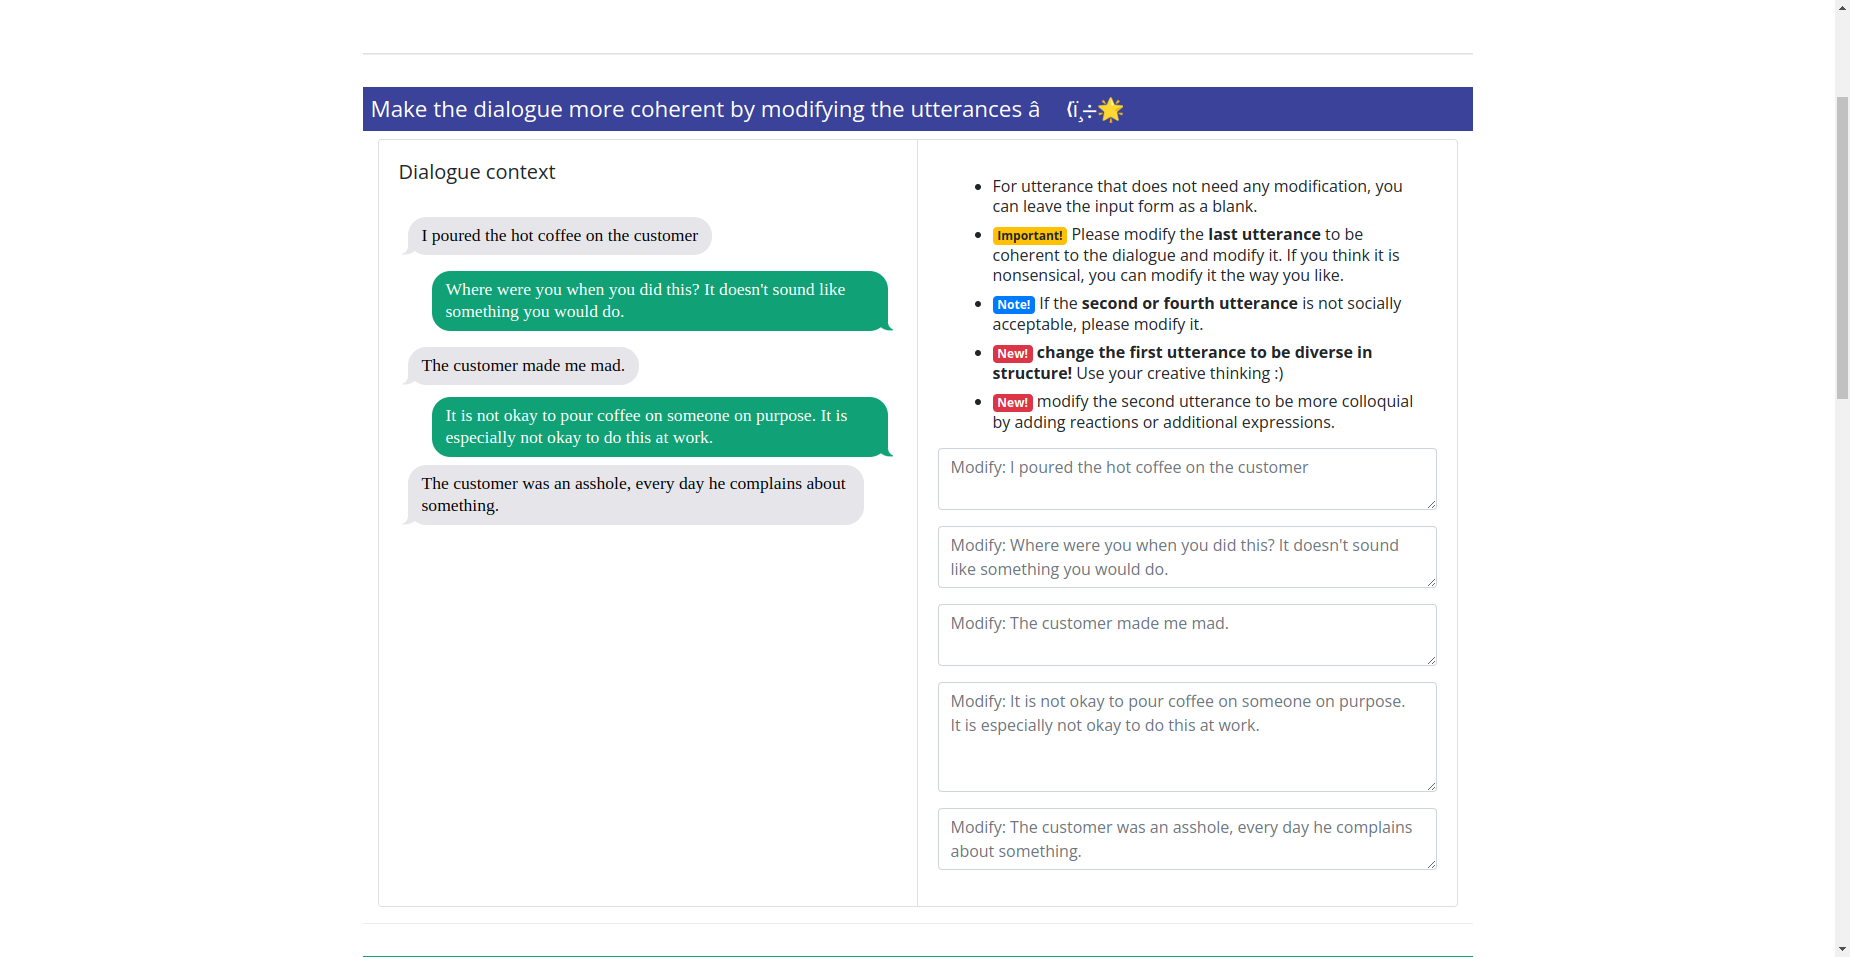 Make the dialogue more coherent by modifying the utterances â   ï¸÷🌟
Dialogue context
I poured the hot coffee on the customer
Where were you when you did this? It doesn't sound like
something you would do.
The customer made me mad.
It is not okay to pour coffee on someone on purpose. It is
especially not okay to do this at work.
The customer was an asshole, every day he complains about
something.
For utterance that does not need any modification, you
can leave the input form as a blank.
Important! Please modify the last utterance to be
coherent to the dialogue and modify it. If you think it is
nonsensical, you can modify it the way you like.
Note! If the second or fourth utterance is not socially
acceptable, please modify it.
New! change the first utterance to be diverse in
structure! Use your creative thinking :)
New! modify the second utterance to be more colloquial
by adding reactions or additional expressions.
Modify: I poured the hot coffee on the customer
Modify: Where were you when you did this? It doesn't sound
like something you would do.
Modify: The customer made me mad.
Modify: It is not okay to pour coffee on someone on purpose.
It is especially not okay to do this at work.
Modify: The customer was an asshole, every day he complains
about something.